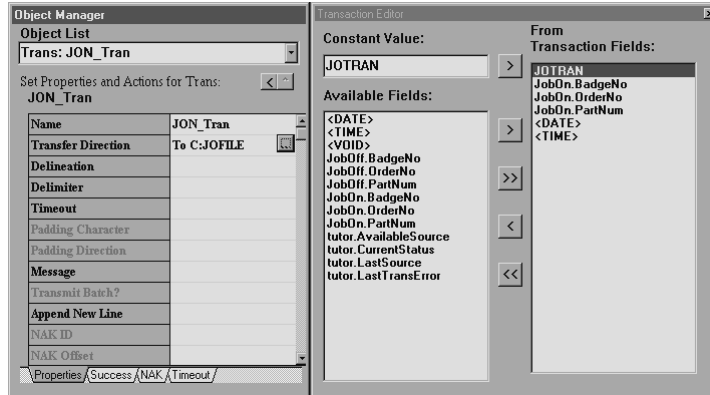 Object Manager
Object List
Trans: JON_Tran
Set Properties and Actions for Trans:
JON_Tran
Name JON_Tran
Transfer Direction To C:JOFILE
Delineation
Delimiter
Timeout
Padding Character
Padding Direction
Message
Transmit Batch?
Append New Line
NAK ID
NAK Offset
Properties Success NAK Timeout
Transaction Editor
Constant Value:
JOTRAN
Available Fields:
<DATE>
<TIME>
<VOID>
JobOff.BadgeNo
JobOff.OrderNo
JobOff.PartNum
JobOn.BadgeNo
JobOn.OrderNo
JobOn.PartNum
tutor.AvailableSource
tutor.CurrentStatus
tutor.LastSource
tutor.LastTransError
>
>
>>
<
<<
From
Transaction Fields:
JOTRAN
JobOn.BadgeNo
JobOn.OrderNo
JobOn.PartNum
<DATE>
<TIME>